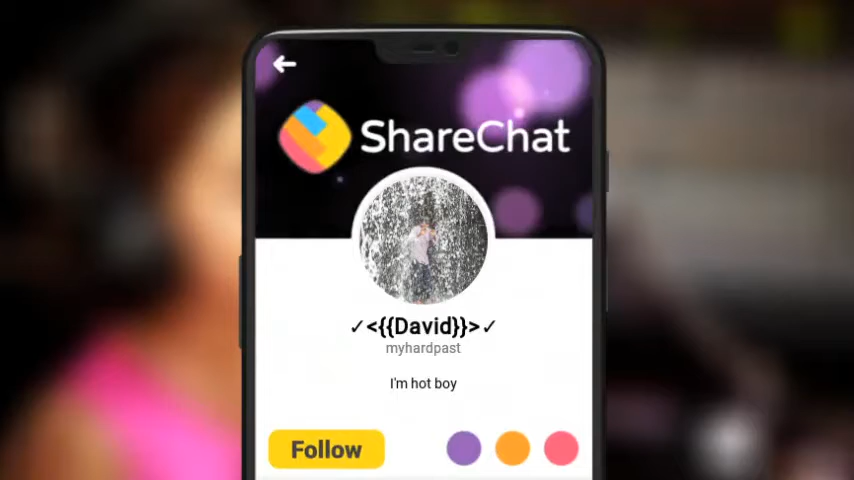 ShareChat
✓<{{David}}>✓
myhardpast
I'm hot boy
Follow